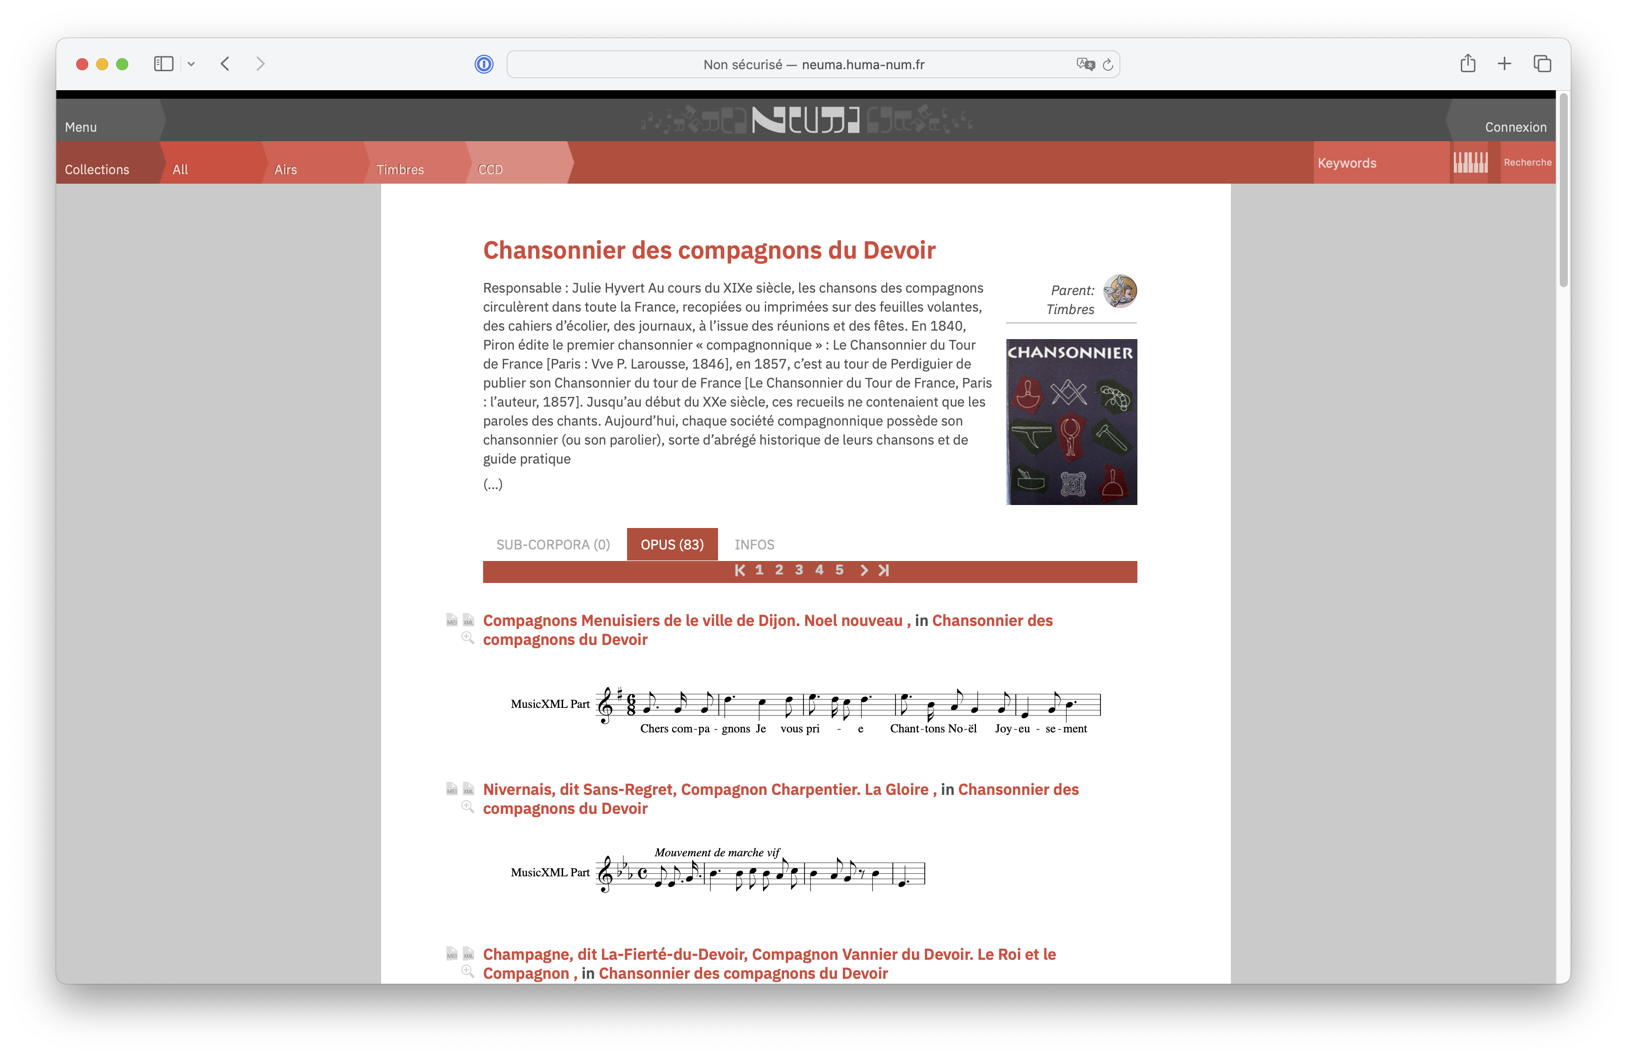 Non sécurisé — neuma.huma-num.fr
Menu
Neuma
Connexion
Collections
All
Airs
Timbres
CCD
Keywords
Recherche
Chansonnier des compagnons du Devoir
Responsable : Julie Hyvert Au cours du XIXe siècle, les chansons des compagnons
circulèrent dans toute la France, recopiées ou imprimées sur des feuilles volantes,
des cahiers d’écolier, des journaux, à l’issue des réunions et des fêtes. En 1840,
Piron édite le premier chansonnier « compagnonnique » : Le Chansonnier du Tour
de France [Paris : Vve P. Larousse, 1846], en 1857, c’est au tour de Perdiguier de
publier son Chansonnier du tour de France [Le Chansonnier du Tour de France, Paris
: l’auteur, 1857]. Jusqu’au début du XXe siècle, ces recueils ne contenaient que les
paroles des chants. Aujourd’hui, chaque société compagnonnique possède son
chansonnier (ou son parolier), sorte d’abrégé historique de leurs chansons et de
guide pratique
(...)
Parent:
Timbres
CHANSONNIER
SUB-CORPORA (0)
OPUS (83)
INFOS
1 2 3 4 5
Compagnons Menuisiers de le ville de Dijon. Noel nouveau , in Chansonnier des
compagnons du Devoir
MusicXML Part
6
8
Chers com-pa - gnons Je vous pri - e Chant-tons No-ël Joy-eu - se-ment
Nivernais, dit Sans-Regret, Compagnon Charpentier. La Gloire , in Chansonnier des
compagnons du Devoir
Mouvement de marche vif
MusicXML Part
Champagne, dit La-Fierté-du-Devoir, Compagnon Vannier du Devoir. Le Roi et le
Compagnon , in Chansonnier des compagnons du Devoir